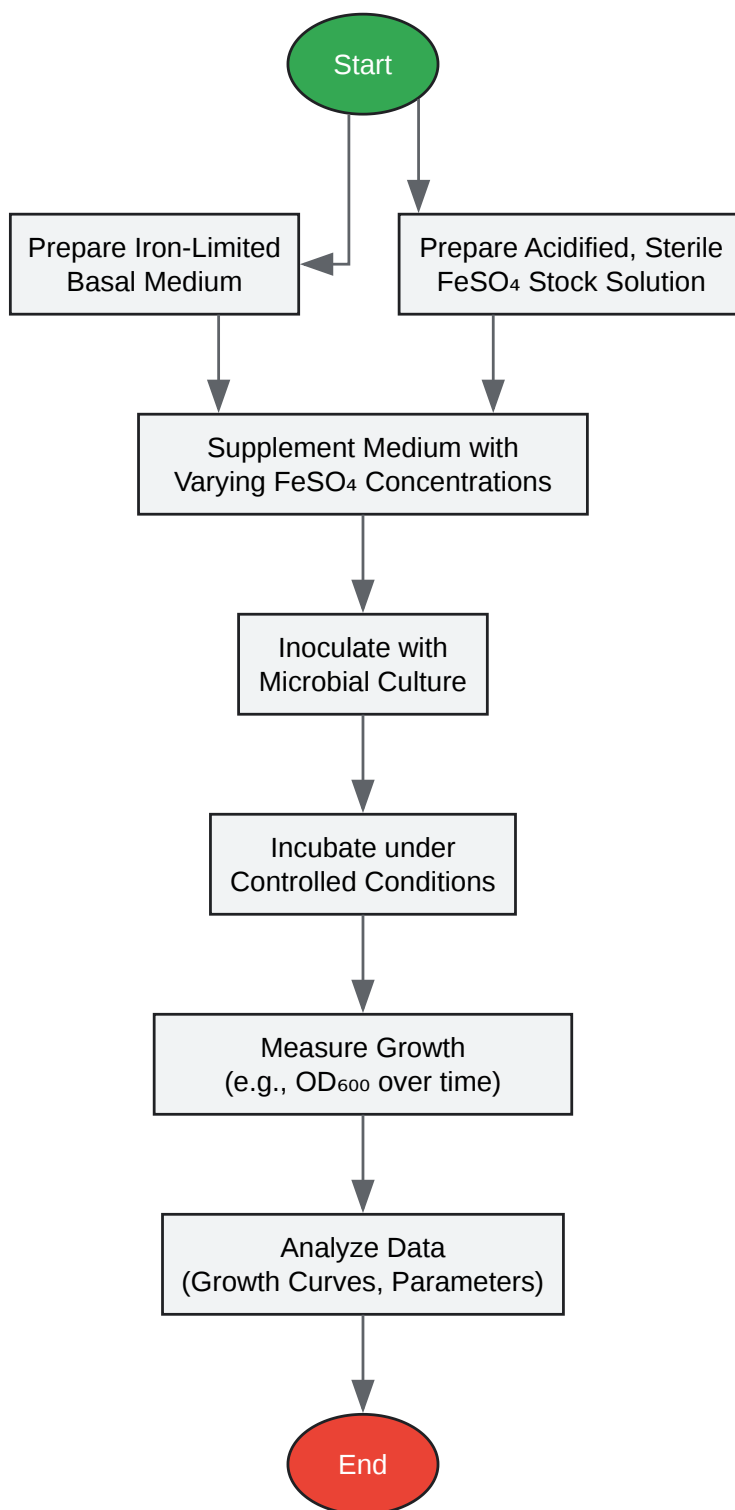 Start
Prepare Iron-Limited
Basal Medium
Prepare Acidified, Sterile
FeSO₄ Stock Solution
Supplement Medium with
Varying FeSO₄ Concentrations
Inoculate with
Microbial Culture
Incubate under
Controlled Conditions
Measure Growth
(e.g., OD₆₀₀ over time)
Analyze Data
(Growth Curves, Parameters)
End